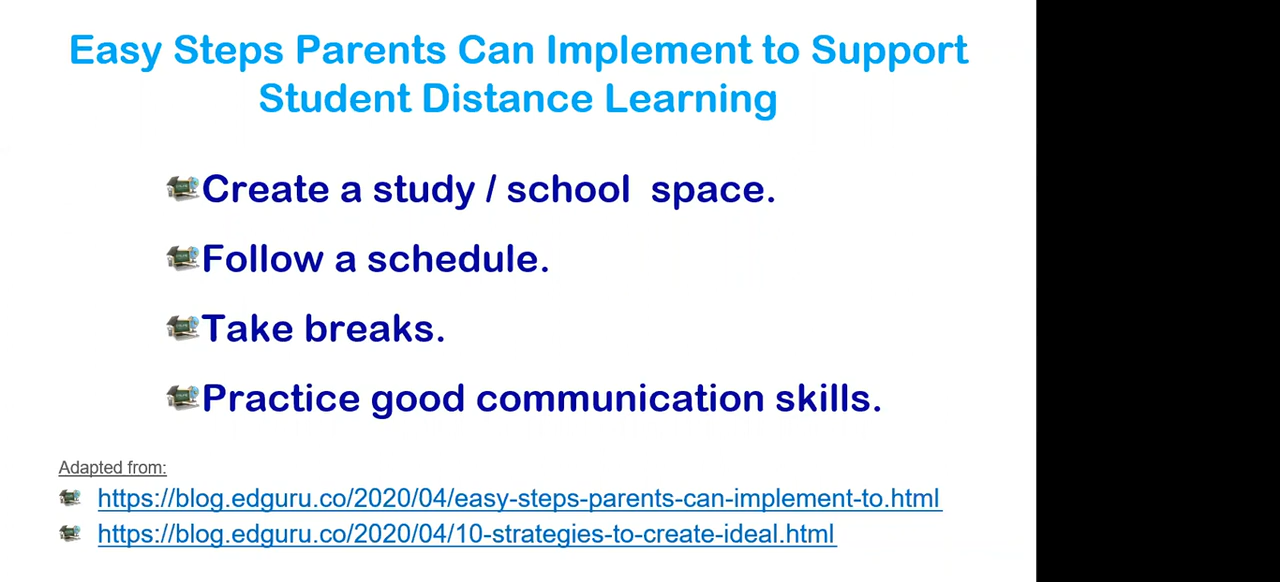 Easy Steps Parents Can Implement to Support
Student Distance Learning
Create a study / school  space.
Follow a schedule.
Take breaks.
Practice good communication skills.
Adapted from:
https://blog.edguru.co/2020/04/easy-steps-parents-can-implement-to.html
https://blog.edguru.co/2020/04/10-strategies-to-create-ideal.html